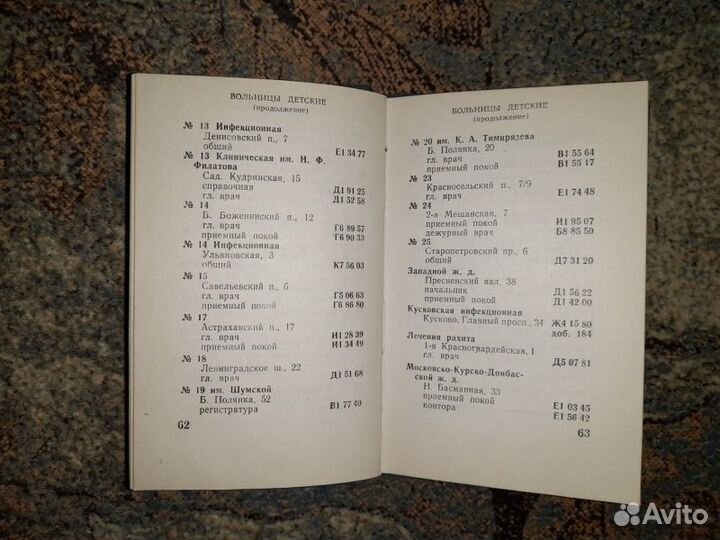 БОЛЬНИЦЫ ДЕТСКИЕ
(продолжение)
№ 13 Инфекционная
Денисовский п., 7
общий Е1 34 77
№ 13 Клиническая им. Н. Ф.
Филатова
Сад. Кудринская, 15
справочная Д1 91 25
гл. врач Д1 52 58
№ 14
Б. Боженинский п., 12
гл. врач Г6 89 57
приемный покой Г6 90 33
№ 14 Инфекционная
Ульяновская, 3
общий К7 56 03
№ 15
Савельевский п., 6
гл. врач Г5 06 63
приемный покой Г6 86 80
№ 17
Астраханский п., 17
гл. врач И1 28 39
приемный покой И1 34 49
№ 18
Ленинградское ш., 22
гл. врач Д1 51 68
№ 19 им. Шумской
Б. Полянка, 52
регистратура В1 77 40
62
БОЛЬНИЦЫ ДЕТСКИЕ
(продолжение)
№ 20 им. К. А. Тимирязева
Б. Полянка, 20
гл. врач В1 55 64
приемный покой В1 55 17
№ 23
Красносельский п., 7/9
гл. врач Е1 74 48
№ 24
2-я Мещанская, 7
приемный покой И1 95 07
дежурный врач Б8 85 50
№ 25
Старопетровский пр., 6
общий Д7 31 20
Западной ж. д.
Пресненский вал, 38
начальник Д1 56 22
приемный покой Д1 42 00
Кусковская инфекционная
Кусково, Главный просп., 34 Ж4 15 80
доб. 184
Лечения рахита
1-я Красногвардейская, 1
гл. врач Д5 07 81
Московско-Курско-Донбас-
ской ж. д.
Н. Басманная, 33
приемный покой Е1 03 45
контора Е1 56 42
63
Avito